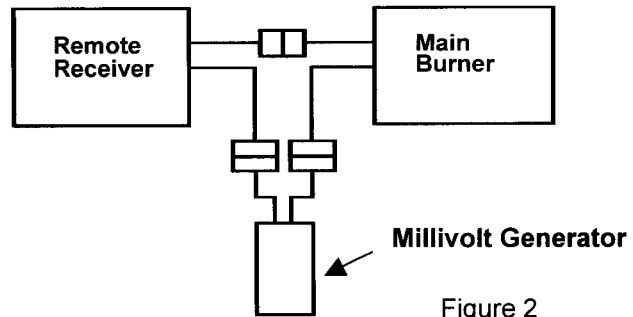 Remote
Receiver
Main
Burner
Millivolt Generator
Figure 2